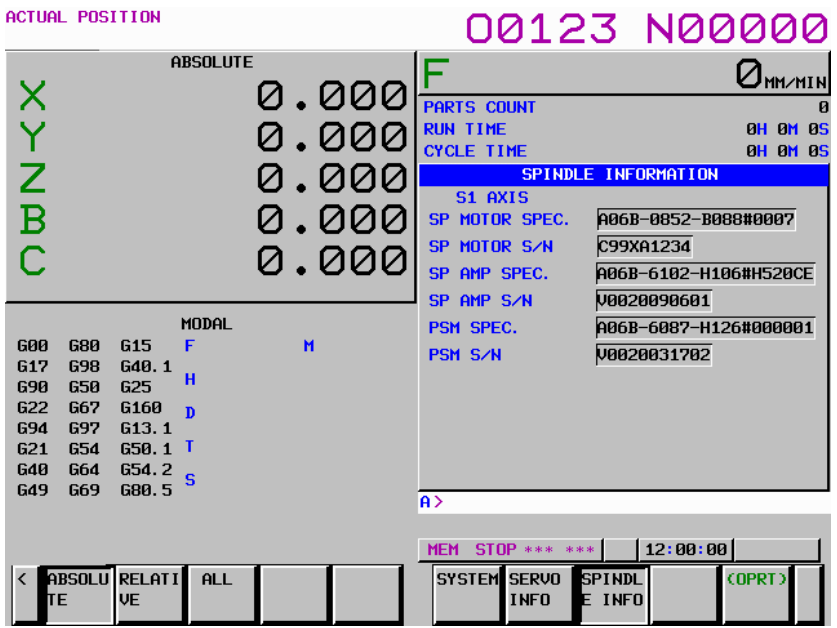 ACTUAL POSITION
O0123 N00000
ABSOLUTE
X 0.000
Y 0.000
Z 0.000
B 0.000
C 0.000
F 0 MM/MIN
PARTS COUNT 0
RUN TIME 0H 0M 0S
CYCLE TIME 0H 0M 0S
SPINDLE INFORMATION
S1 AXIS
SP MOTOR SPEC. A06B-0852-B088#0007
SP MOTOR S/N C99XA1234
SP AMP SPEC. A06B-6102-H106#H520CE
SP AMP S/N V0020090601
PSM SPEC. A06B-6087-H126#000001
PSM S/N V0020031702
MODAL
G00 G80 G15 F M
G17 G98 G40.1
G90 G50 G25 H
G22 G67 G160 D
G94 G97 G13.1
G21 G54 G50.1 T
G40 G64 G54.2 S
G49 G69 G80.5
A>
MEM STOP *** *** 12:00:00
< ABSOLU RELATI ALL
TE VE
SYSTEM SERVO SPINDL (OPRT)
INFO E INFO